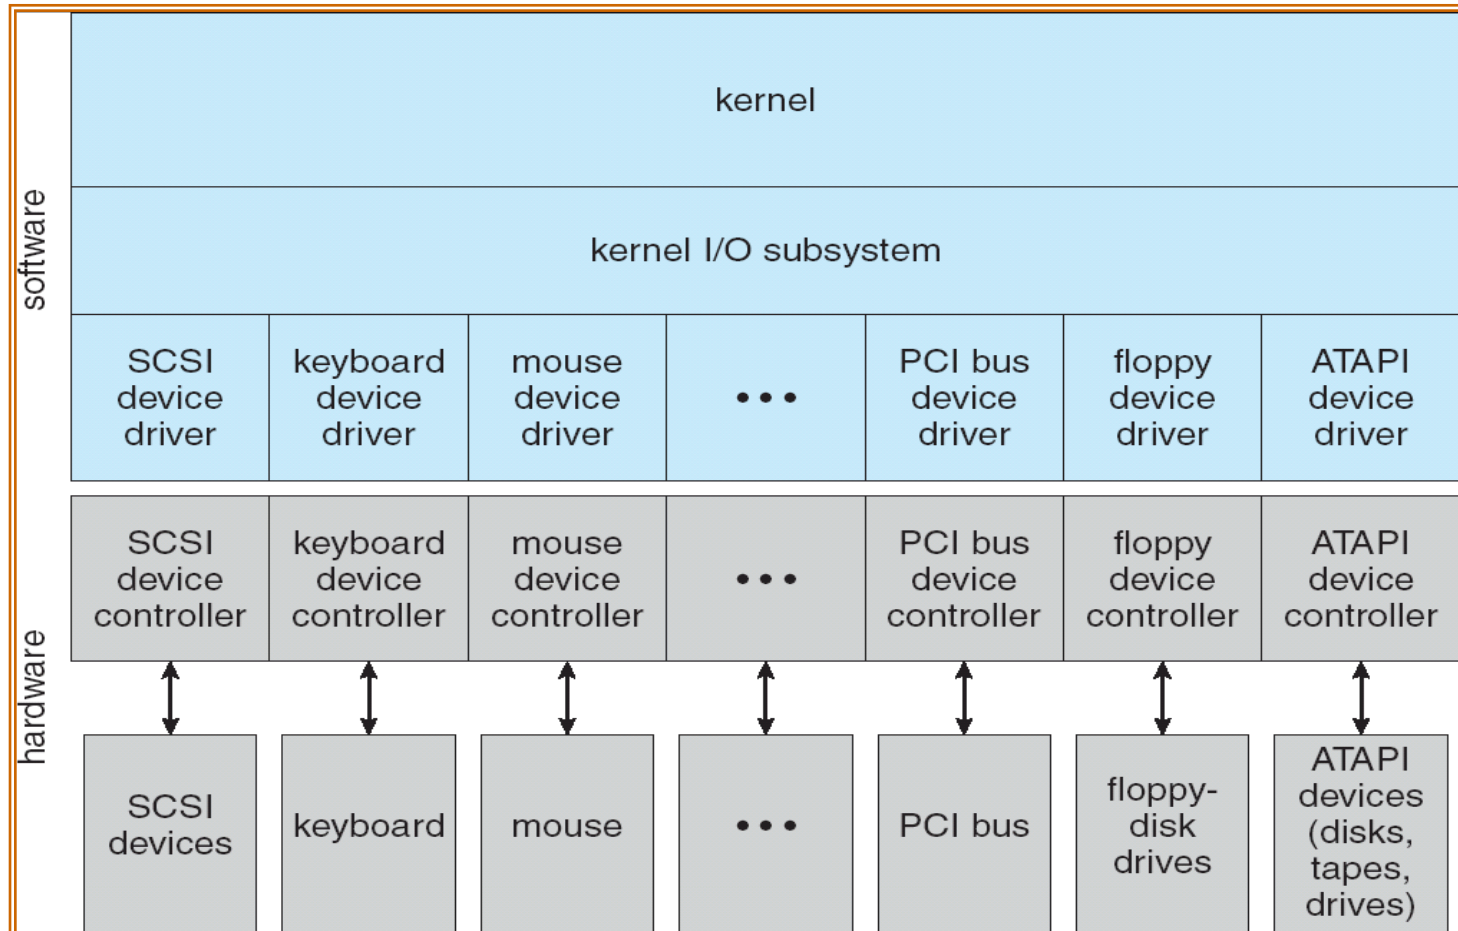 kernel
software
kernel I/O subsystem
SCSI
device
driver
keyboard
device
driver
mouse
device
driver
•••
PCI bus
device
driver
floppy
device
driver
ATAPI
device
driver
hardware
SCSI
device
controller
keyboard
device
controller
mouse
device
controller
•••
PCI bus
device
controller
floppy
device
controller
ATAPI
device
controller
SCSI
devices
keyboard
mouse
•••
PCI bus
floppy-
disk
drives
ATAPI
devices
(disks,
tapes,
drives)